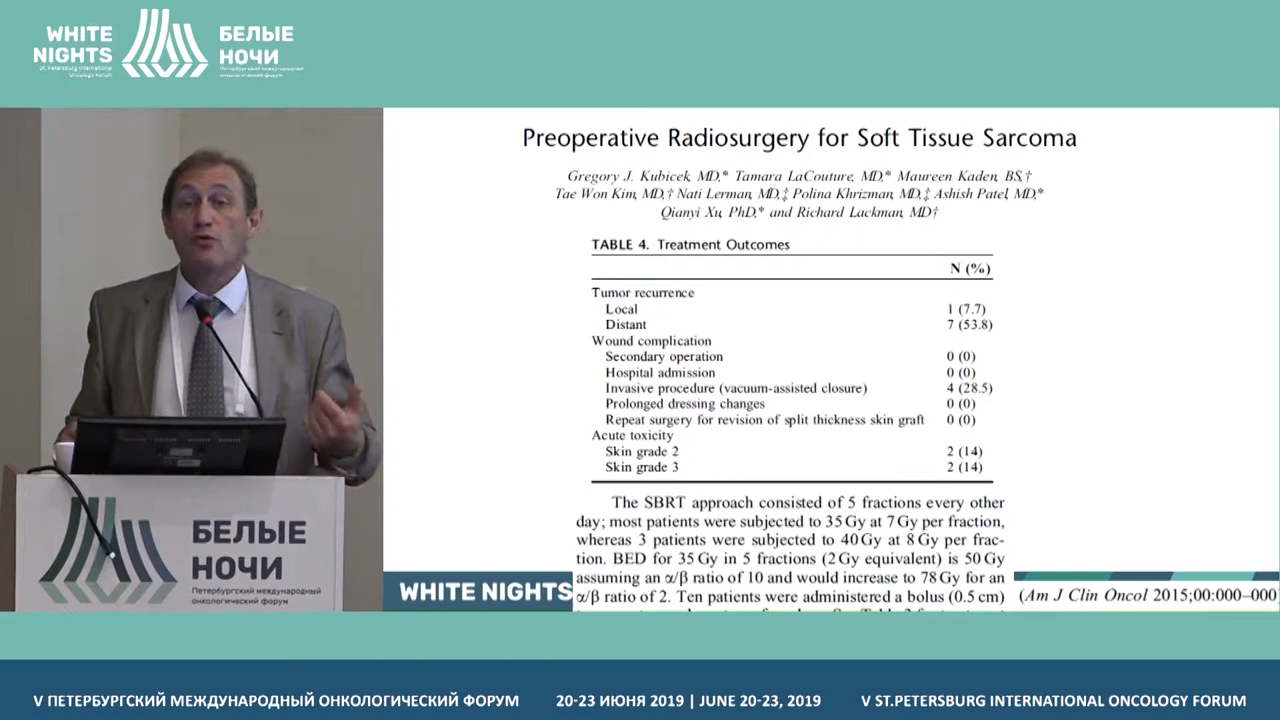 WHITE
NIGHTS
St. Petersburg International
Oncology Forum
БЕЛЫЕ
НОЧИ
Петербургский международный
онкологический форум
Preoperative Radiosurgery for Soft Tissue Sarcoma
Gregory J. Kubicek, MD,* Tamara LaCouture, MD,* Maureen Kaden, BS,†
Tae Won Kim, MD,† Nati Lerman, MD,‡ Polina Khrizman, MD,‡ Ashish Patel, MD,*
Qianyi Xu, PhD,* and Richard Lackman, MD†
TABLE 4. Treatment Outcomes
N (%)
Tumor recurrence
Local 1 (7.7)
Distant 7 (53.8)
Wound complication
Secondary operation 0 (0)
Hospital admission 0 (0)
Invasive procedure (vacuum-assisted closure) 4 (28.5)
Prolonged dressing changes 0 (0)
Repeat surgery for revision of split thickness skin graft 0 (0)
Acute toxicity
Skin grade 2 2 (14)
Skin grade 3 2 (14)
The SBRT approach consisted of 5 fractions every other
day; most patients were subjected to 35 Gy at 7 Gy per fraction,
whereas 3 patients were subjected to 40 Gy at 8 Gy per frac-
tion. BED for 35 Gy in 5 fractions (2 Gy equivalent) is 50 Gy
assuming an α/β ratio of 10 and would increase to 78 Gy for an
α/β ratio of 2. Ten patients were administered a bolus (0.5 cm)
WHITE NIGHTS
(Am J Clin Oncol 2015;00:000–000
БЕЛЫЕ
НОЧИ
Петербургский международный
онкологический форум
V ПЕТЕРБУРГСКИЙ МЕЖДУНАРОДНЫЙ ОНКОЛОГИЧЕСКИЙ ФОРУМ
20-23 ИЮНЯ 2019 | JUNE 20-23, 2019
V ST.PETERSBURG INTERNATIONAL ONCOLOGY FORUM